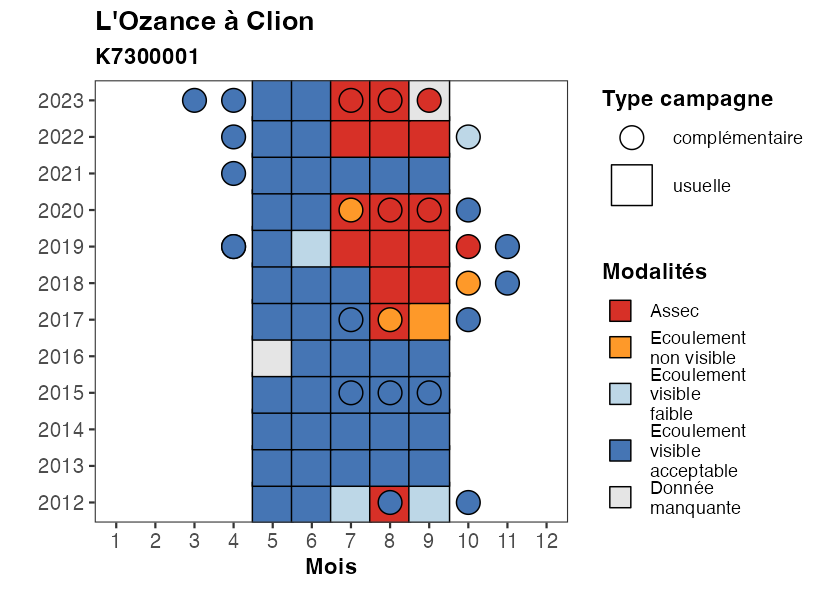 L'Ozance à Clion
K7300001
2023
2022
2021
2020
2019
2018
2017
2016
2015
2014
2013
2012
1 2 3 4 5 6 7 8 9 10 11 12
Mois
Type campagne
complémentaire
usuelle
Modalités
Assec
Ecoulement
non visible
Ecoulement
visible
faible
Ecoulement
visible
acceptable
Donnée
manquante